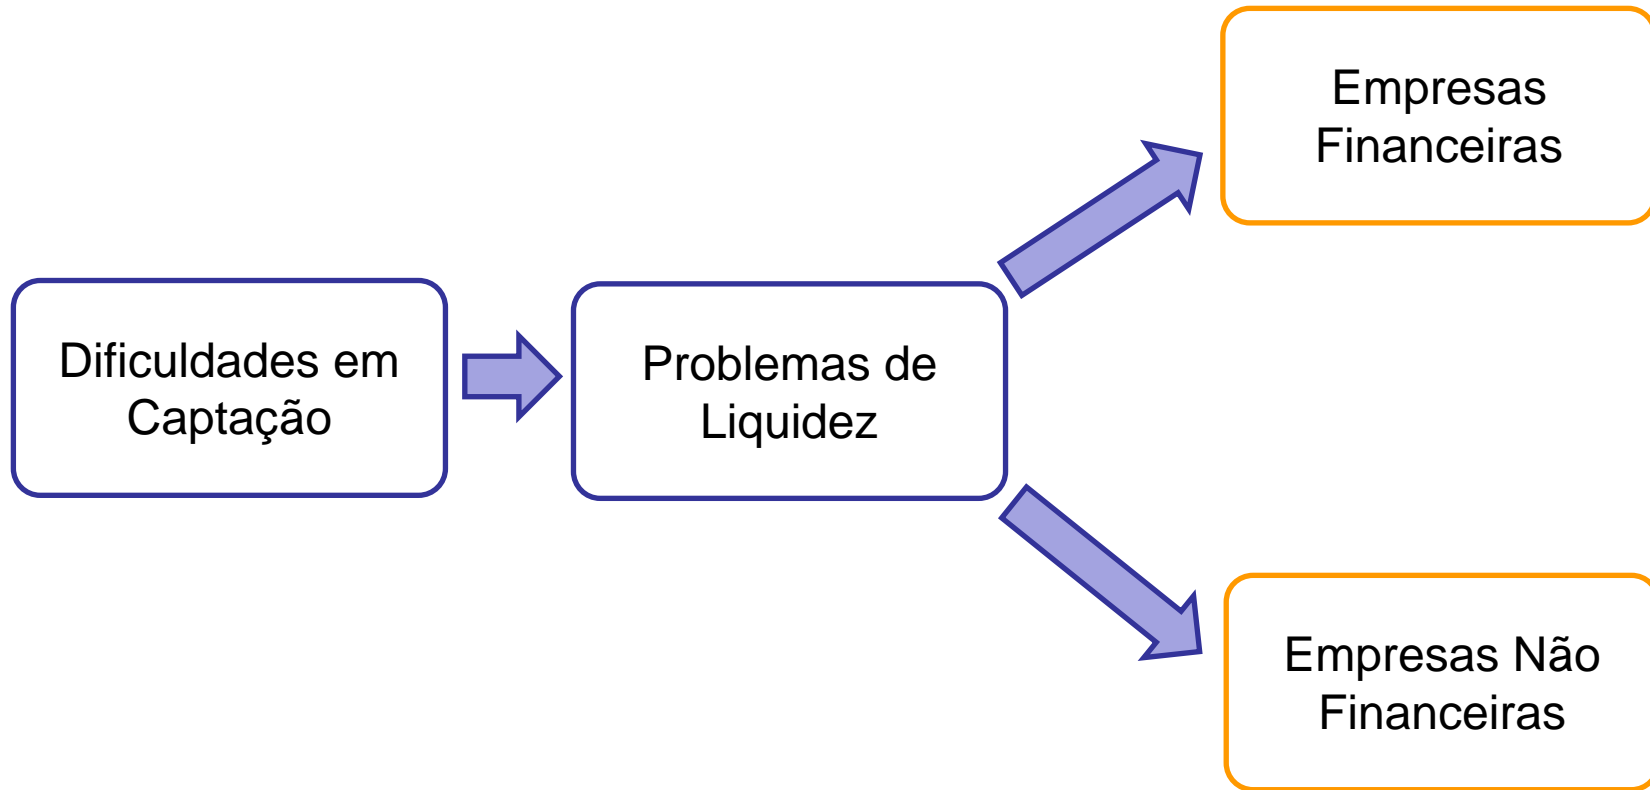 Dificuldades em
Captação
Problemas de
Liquidez
Empresas
Financeiras
Empresas Não
Financeiras